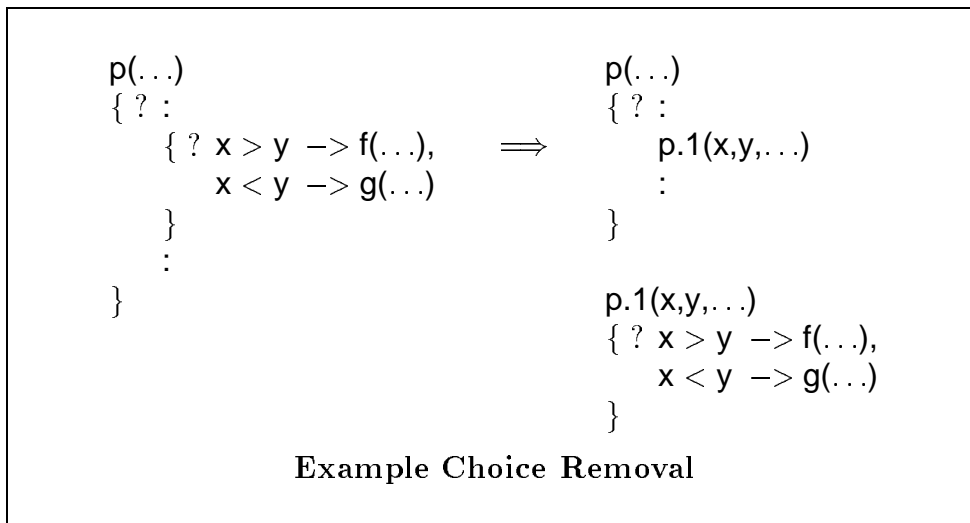 p(...)
{ ? :
{ ? x > y –> f(...),
x < y –> g(...)
}
:
}
⟹
p(...)
{ ? :
p.1(x,y,...)
:
}
p.1(x,y,...)
{ ? x > y –> f(...),
x < y –> g(...)
}
Example Choice Removal